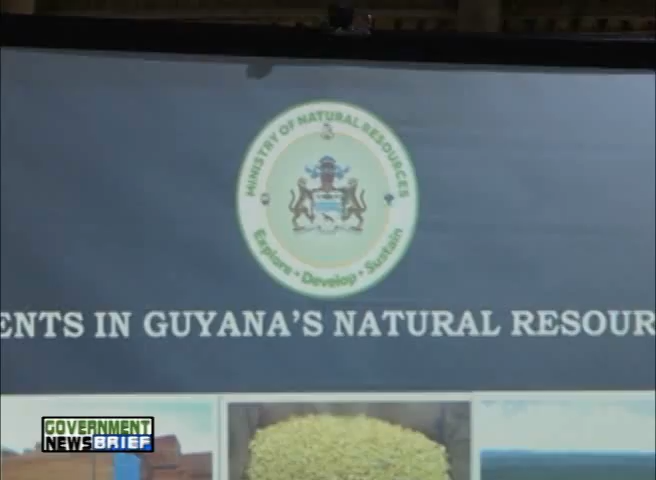 MINISTRY OF NATURAL RESOURCES
Explore • Develop • Sustain
ENTS IN GUYANA'S NATURAL RESOUR
GOVERNMENT
NEWS BRIEF